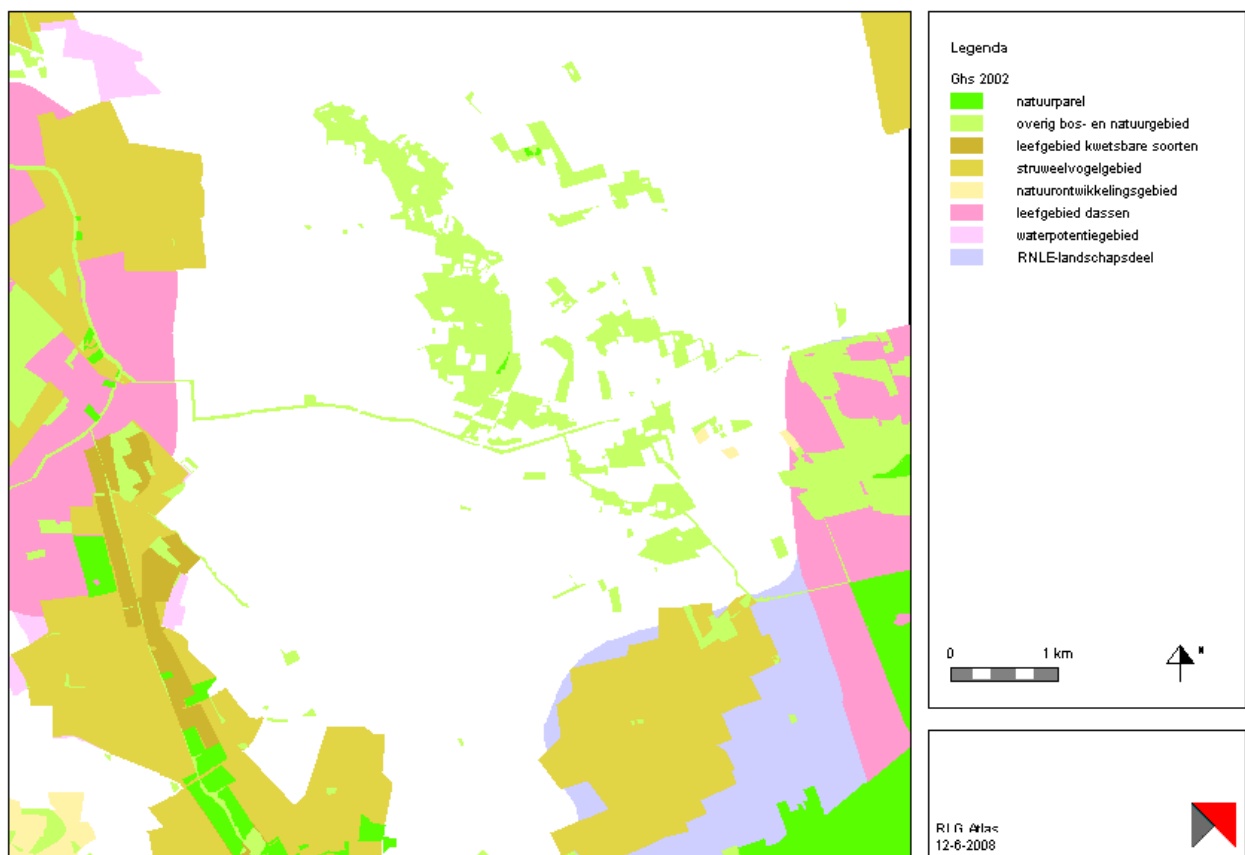 Legenda
Ghs 2002
natuurparel
overig bos- en natuurgebied
leefgebied kwetsbare soorten
struweelvogelgebied
natuurontwikkelingsgebied
leefgebied dassen
waterpotentiegebied
RNLE-landschapsdeel
0 1 km
N
RLG Atlas
12-6-2008